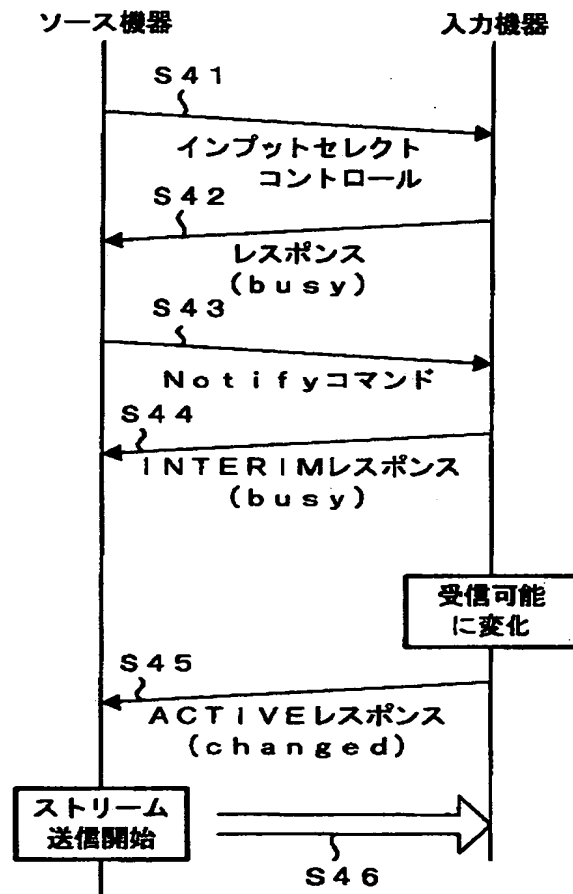 ソース機器
入力機器
S41
インプットセレクト
コントロール
S42
レスポンス
(busy)
S43
Notifyコマンド
S44
INTERIMレスポンス
(busy)
受信可能
に変化
S45
ACTIVEレスポンス
(changed)
ストリーム
送信開始
S46